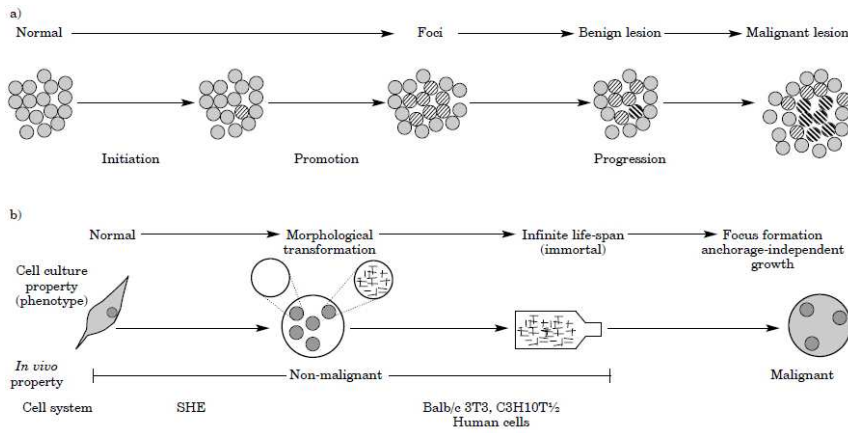 a)
Normal Foci Benign lesion Malignant lesion
Initiation Promotion Progression
b)
Normal Morphological transformation Infinite life-span (immortal) Focus formation anchorage-independent growth
Cell culture
property
(phenotype)
In vivo
property
Non-malignant Malignant
Cell system SHE Balb/c 3T3, C3H10T½
Human cells